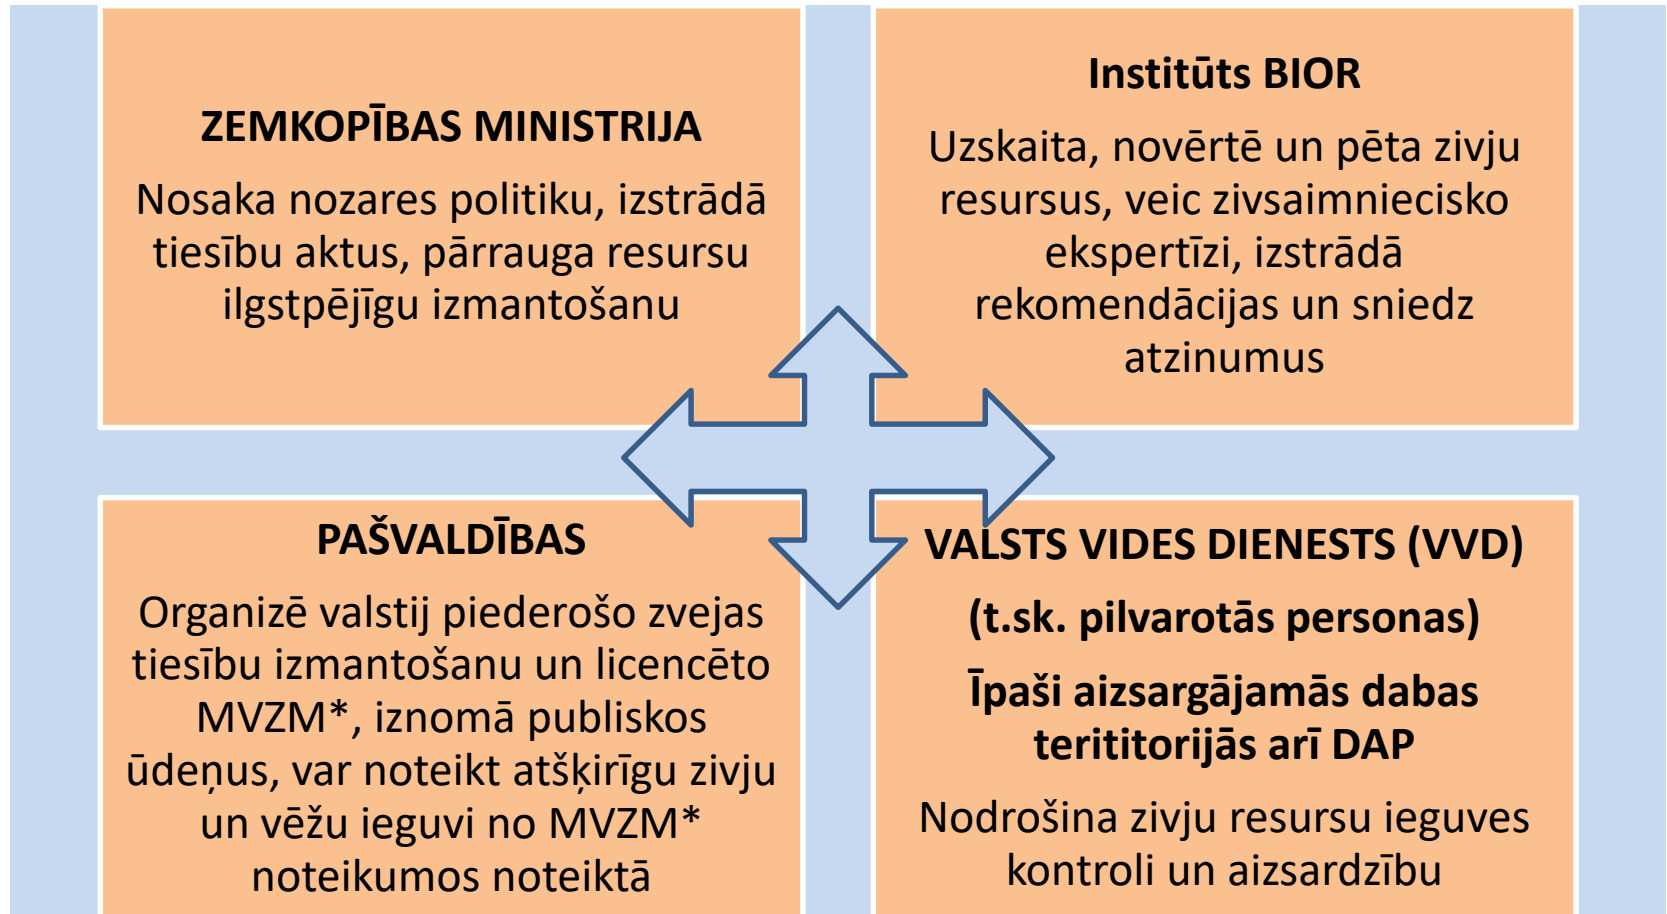 ZEMKOPĪBAS MINISTRIJA
Nosaka nozares politiku, izstrādā
tiesību aktus, pārrauga resursu
ilgstpējīgu izmantošanu
Institūts BIOR
Uzskaita, novērtē un pēta zivju
resursus, veic zivsaimniecisko
ekspertīzi, izstrādā
rekomendācijas un sniedz
atzinumus
PAŠVALDĪBAS
Organizē valstij piederošo zvejas
tiesību izmantošanu un licencēto
MVZM*, iznomā publiskos
ūdeņus, var noteikt atšķirīgu zivju
un vēžu ieguvi no MVZM*
noteikumos noteiktā
VALSTS VIDES DIENESTS (VVD)
(t.sk. pilvarotās personas)
Īpaši aizsargājamās dabas
terititorijās arī DAP
Nodrošina zivju resursu ieguves
kontroli un aizsardzību